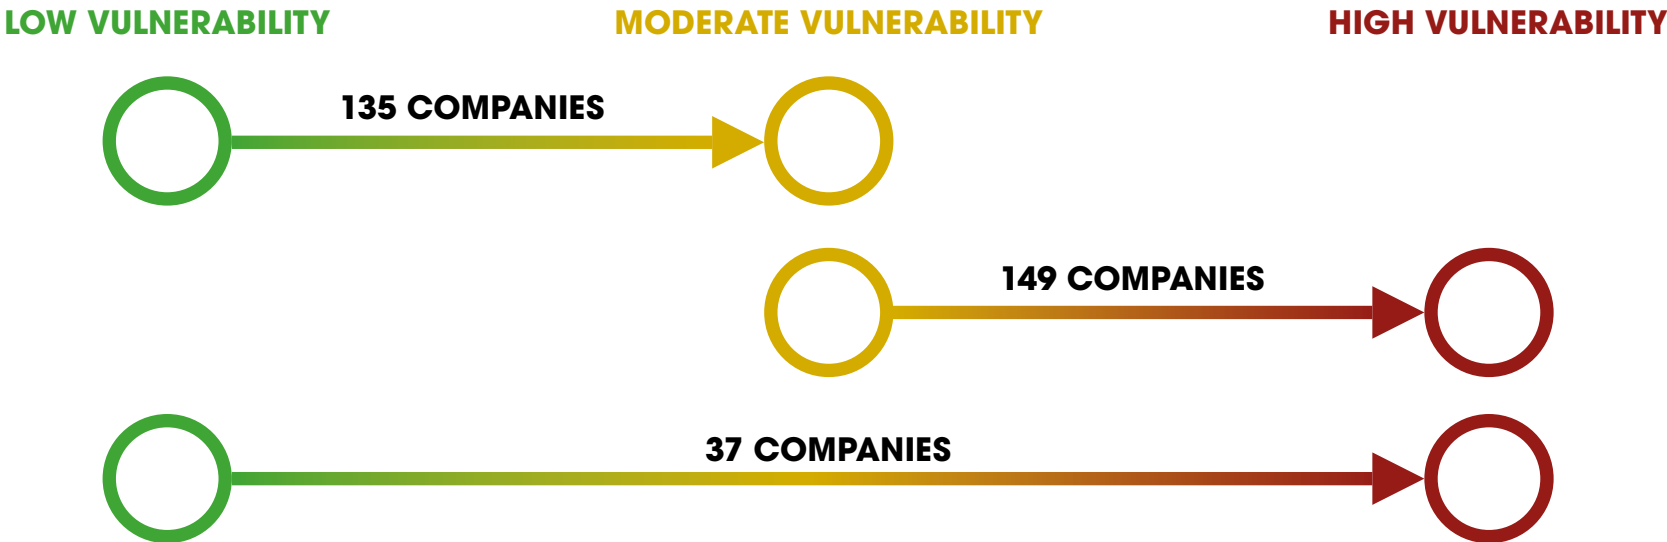 LOW VULNERABILITY
MODERATE VULNERABILITY
HIGH VULNERABILITY
135 COMPANIES
149 COMPANIES
37 COMPANIES